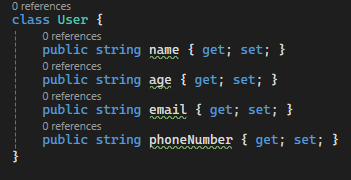 0 references
class User {
0 references
public string name { get; set; }
0 references
public string age { get; set; }
0 references
public string email { get; set; }
0 references
public string phoneNumber { get; set; }
}